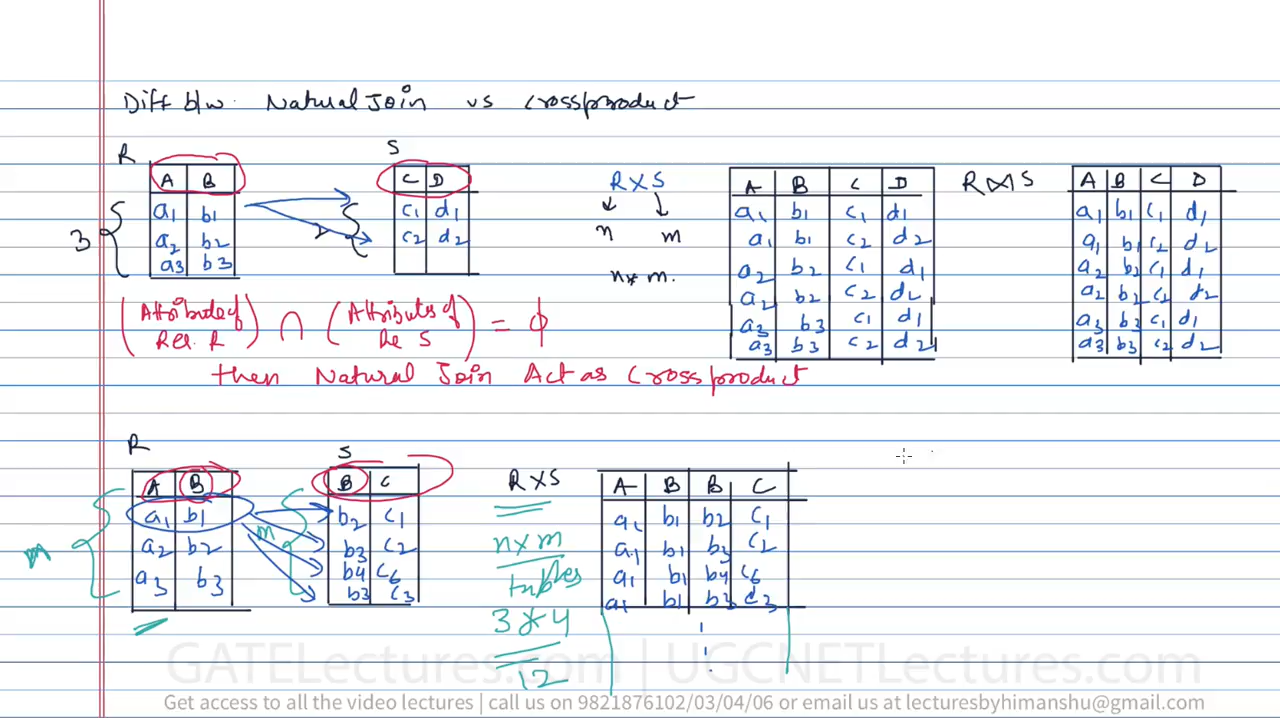 Diff b/w. Natural Join vs Crossproduct
R
A B
a1 b1
a2 b2
a3 b3
3
S
C D
c1 d1
c2 d2
2
R X S
n m
n * m.
A B C D
a1 b1 c1 d1
a1 b1 c2 d2
a2 b2 c1 d1
a2 b2 c2 d2
a3 b3 c1 d1
a3 b3 c2 d2
R ⋈ S
A B C D
a1 b1 c1 d1
a1 b1 c2 d2
a2 b2 c1 d1
a2 b2 c2 d2
a3 b3 c1 d1
a3 b3 c2 d2
(Attribute of Rel. R) ∩ (Attributes of Re S) = ϕ
then Natural Join Act as Crossproduct
R
A B
a1 b1
a2 b2
a3 b3
n
S
B C
b2 c1
b3 c2
b4 c6
b3 c3
m
R X S
n x m
tuples
3 * 4
12
A B B C
a1 b1 b2 c1
a1 b1 b3 c2
a1 b1 b4 c6
a1 b1 b3 c3
GATELectures.com | UGCNETLectures.com
Get access to all the video lectures | call us on 9821876102/03/04/06 or email us at lecturesbyhimanshu@gmail.com